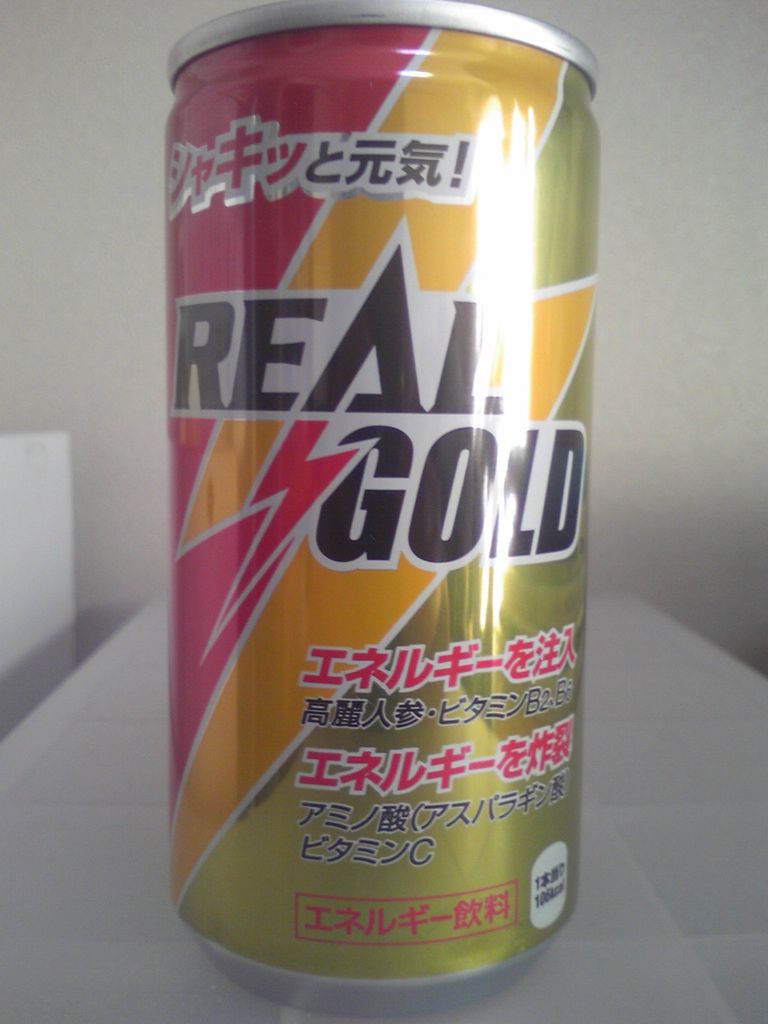 シャキッと元気!
REAL
GOLD
エネルギーを注入
高麗人参・ビタミンB2、B6
エネルギーを炸裂
アミノ酸(アスパラギン酸)
ビタミンC
1本当り
106kcal
エネルギー飲料